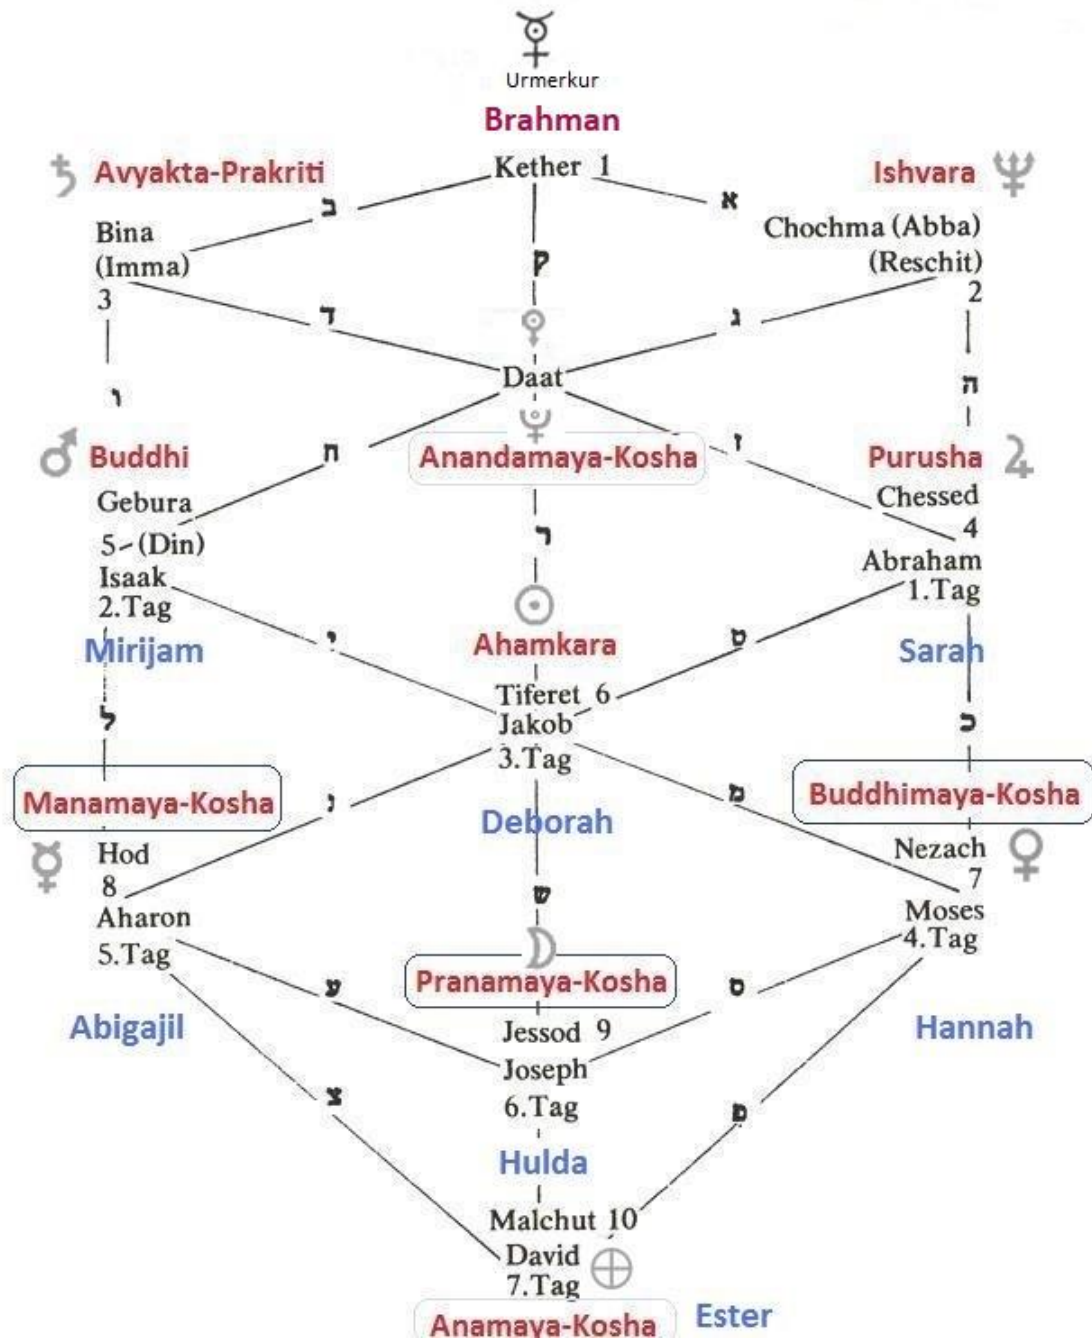 Urmerkur
Brahman
Avyakta-Prakriti
Kether 1
Ishvara
ב
א
Bina
(Imma)
3
Chochma (Abba)
(Reschit)
2
ק
ד
ג
Daat
ו
ה
Buddhi
ח
Anandamaya-Kosha
ז
Purusha
Gebura
5-(Din)
Isaak
2.Tag
Chessed
4
Abraham
1.Tag
ר
Mirijam
י
Ahamkara
ט
Sarah
Tiferet 6
Jakob
3.Tag
ל
כ
Manamaya-Kosha
נ
Deborah
מ
Buddhimaya-Kosha
Hod
8
Aharon
5.Tag
Nezach
7
Moses
4.Tag
ש
Pranamaya-Kosha
ע
ס
Abigajil
Jessod 9
Joseph
6.Tag
Hannah
צ
פ
Hulda
Malchut 10
David
7.Tag
Anamaya-Kosha
Ester